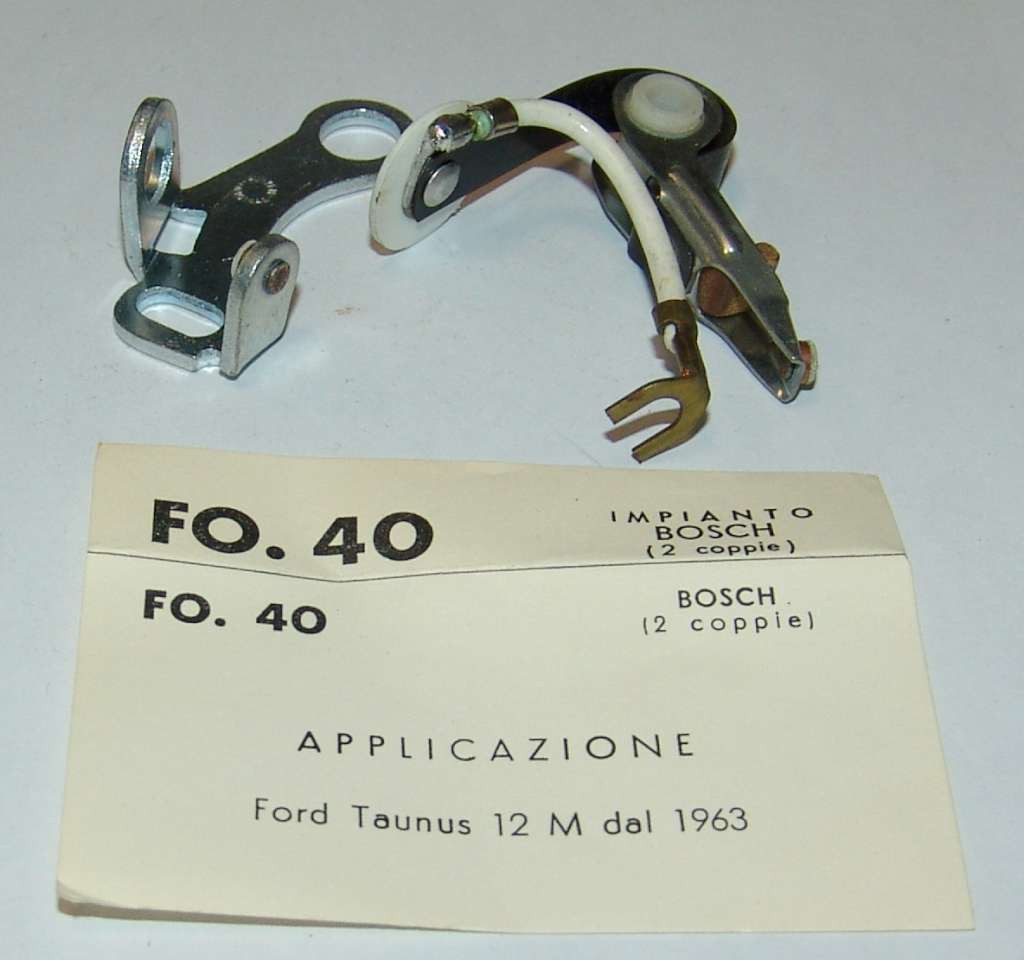 FO. 40
IMPIANTO
BOSCH
(2 coppie)
FO. 40
BOSCH
(2 coppie)
APPLICAZIONE
Ford Taunus 12 M dal 1963